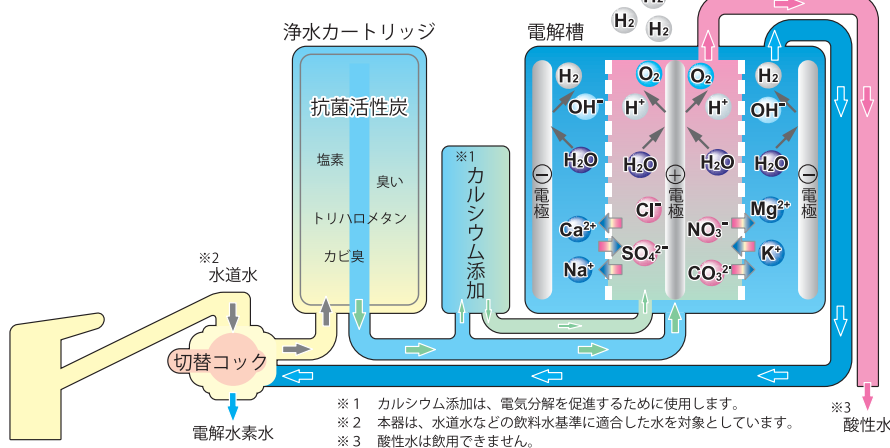 H₂
H₂
H₂
浄水カートリッジ
電解槽
抗菌活性炭
塩素
臭い
トリハロメタン
カビ臭
※1
カルシウム添加
H₂
O₂
O₂
H₂
OH⁻
H⁺
H⁺
OH⁻
H₂O
H₂O
H₂O
H₂O
−
電極
+
電極
−
電極
Cl⁻
Mg²⁺
Ca²⁺
NO₃⁻
SO₄²⁻
K⁺
Na⁺
CO₃²⁻
※2
水道水
切替コック
電解水素水
※3
酸性水
※1 カルシウム添加は、電気分解を促進するために使用します。
※2 本器は、水道水などの飲料水基準に適合した水を対象としています。
※3 酸性水は飲用できません。